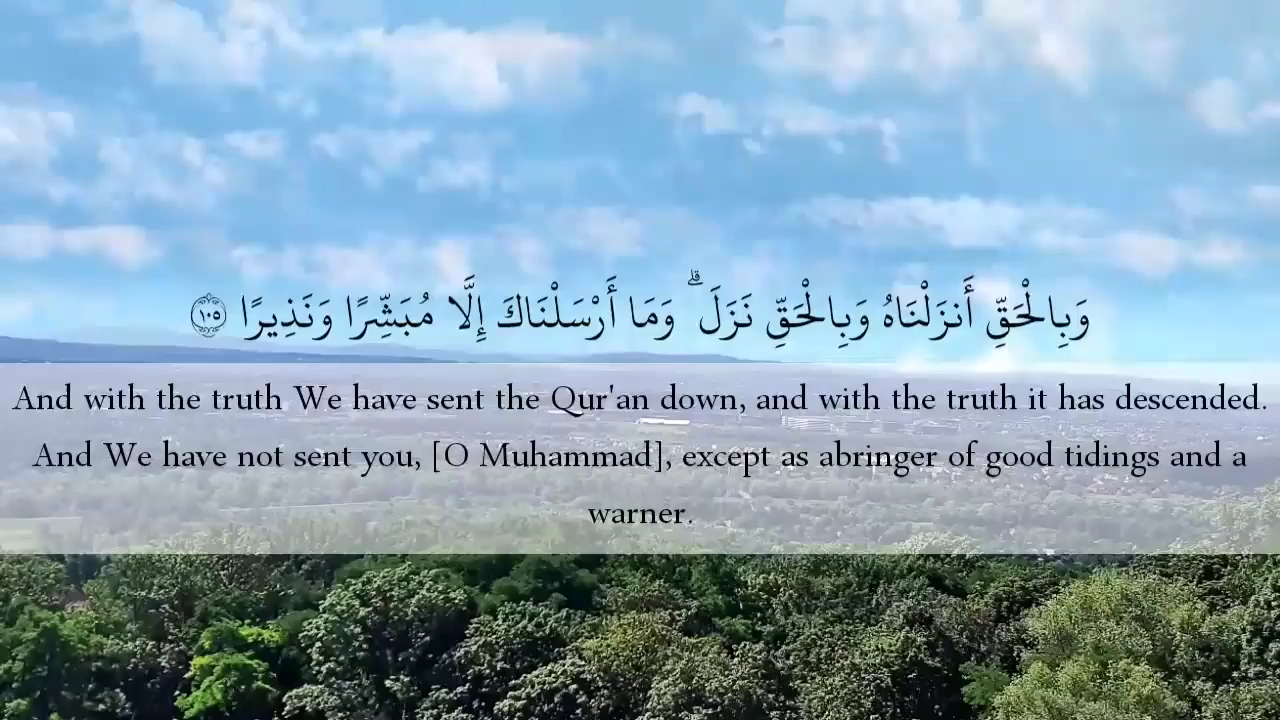 وَبِالْحَقِّ أَنزَلْنَاهُ وَبِالْحَقِّ نَزَلَ ۗ وَمَا أَرْسَلْنَاكَ إِلَّا مُبَشِّرًا وَنَذِيرًا ۝١٠٥
And with the truth We have sent the Qur'an down, and with the truth it has descended.
And We have not sent you, [O Muhammad], except as abringer of good tidings and a
warner.